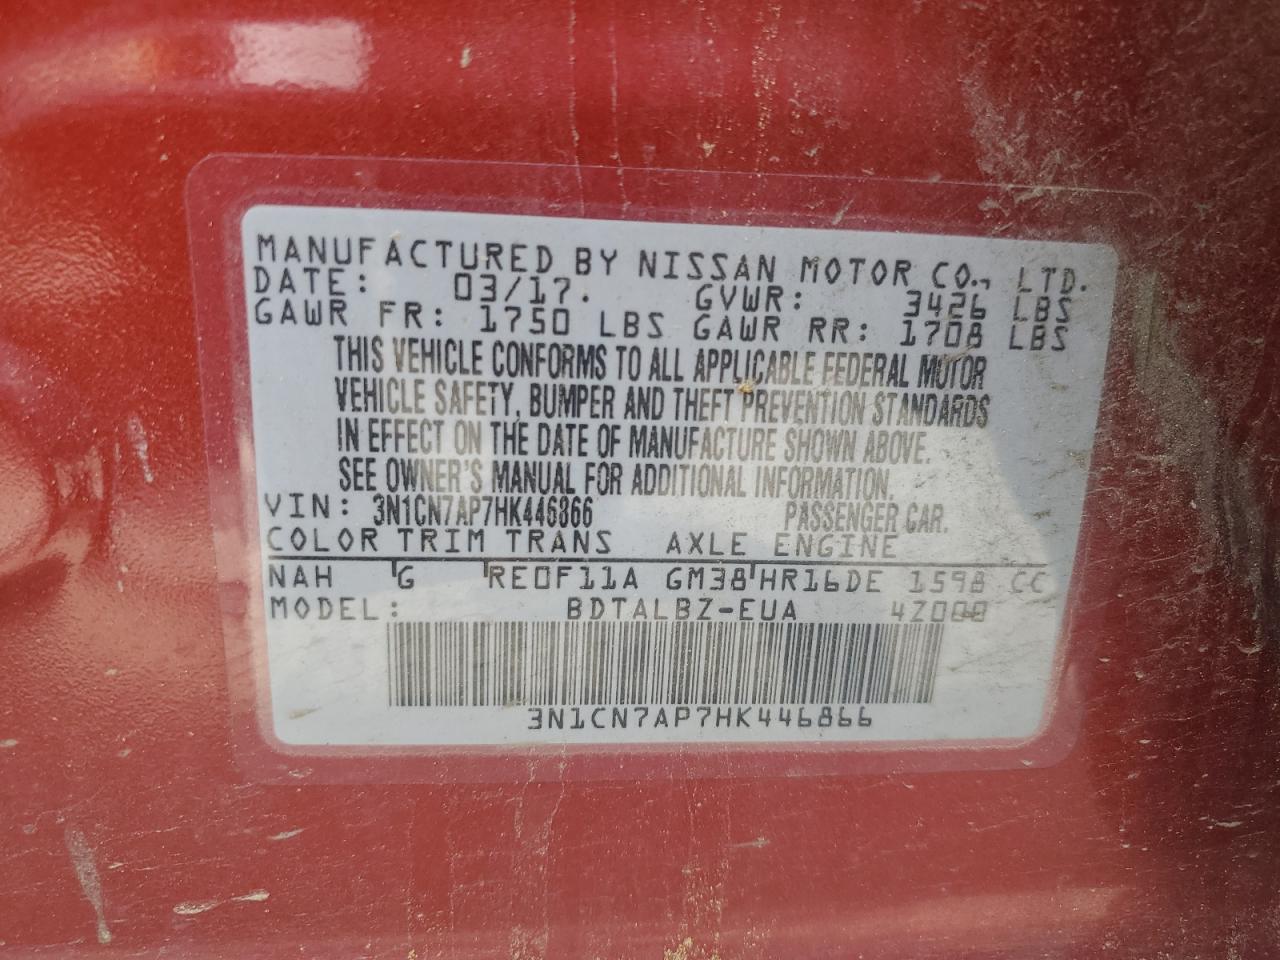 MANUFACTURED BY NISSAN MOTOR CO., LTD.
DATE: 03/17. GVWR: 3426 LBS
GAWR FR: 1750 LBS GAWR RR: 1708 LBS
THIS VEHICLE CONFORMS TO ALL APPLICABLE FEDERAL MOTOR
VEHICLE SAFETY, BUMPER AND THEFT PREVENTION STANDARDS
IN EFFECT ON THE DATE OF MANUFACTURE SHOWN ABOVE.
SEE OWNER'S MANUAL FOR ADDITIONAL INFORMATION.
VIN: 3N1CN7AP7HK446866 PASSENGER CAR.
COLOR TRIM TRANS AXLE ENGINE
NAH G RE0F11A GM38 HR16DE 1598 CC
MODEL: BDTALBZ-EUA 4Z000
3N1CN7AP7HK446866